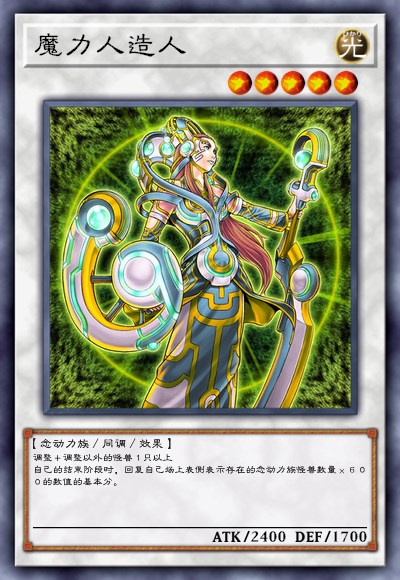 魔力人造人
ひかり
光
【念动力族／同调／效果】
调整＋调整以外的怪兽１只以上
自己的结束阶段时，回复自己场上表侧表示存在的念动力族怪兽数量×６０
０的数值的基本分。
ATK/2400 DEF/1700